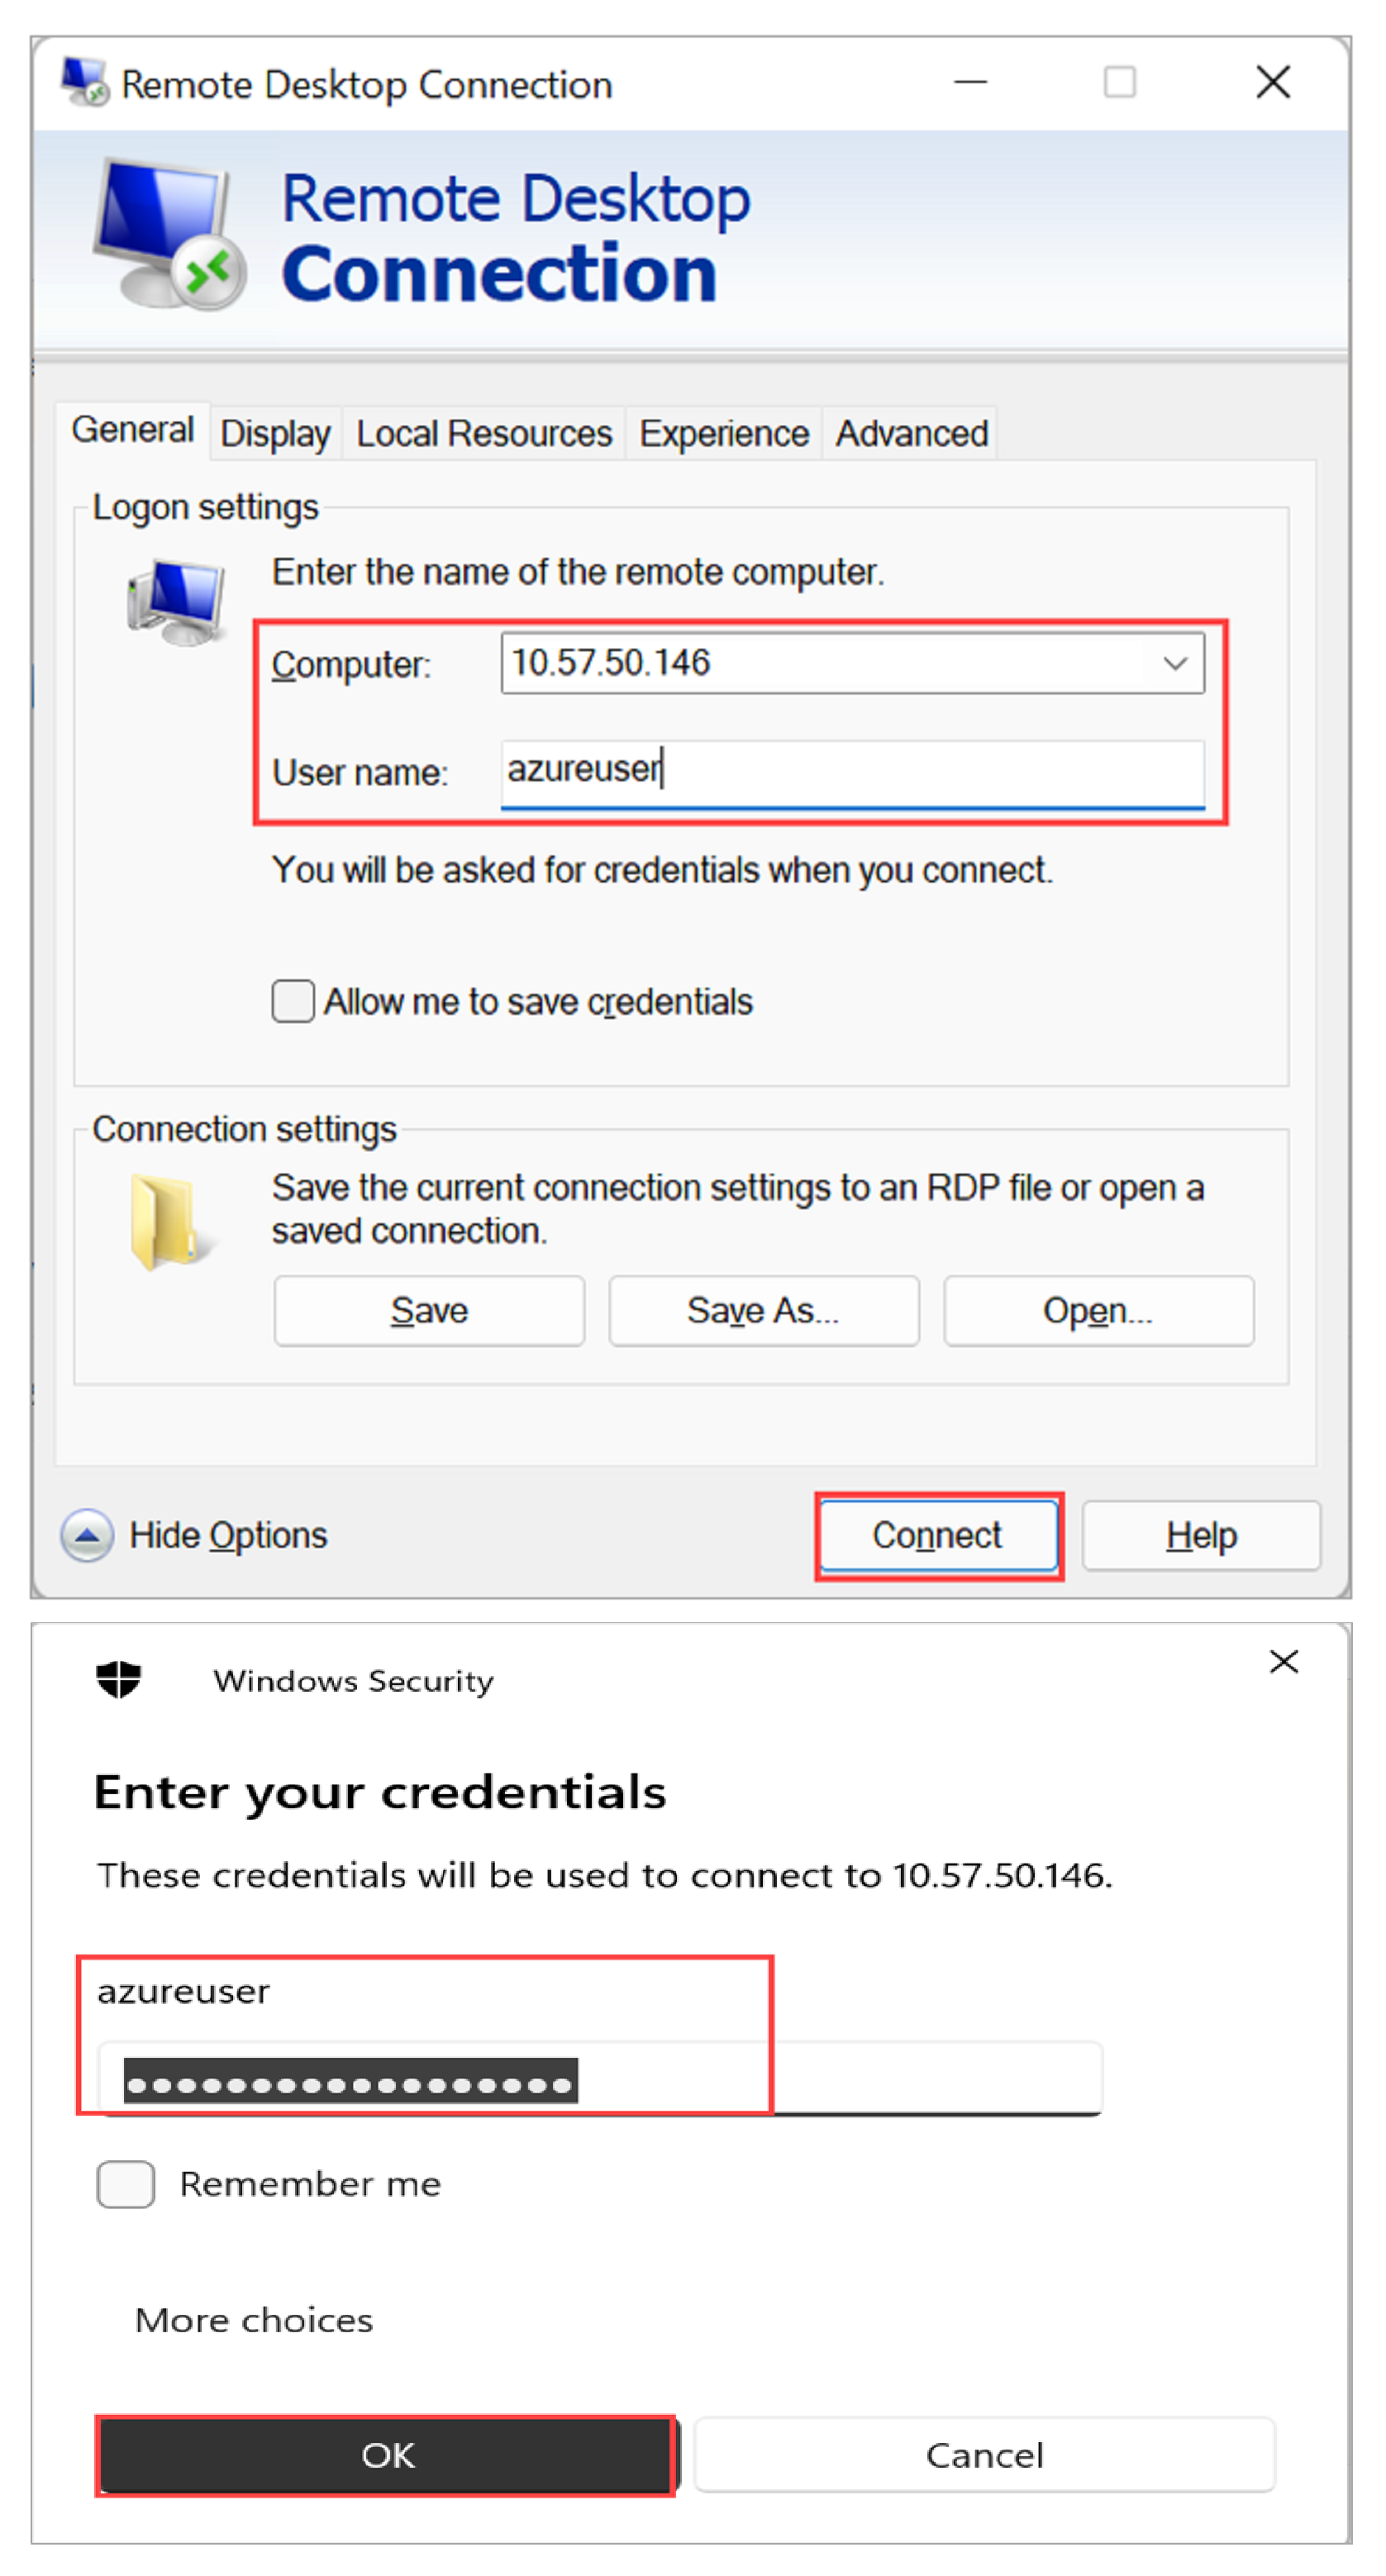 Remote Desktop Connection
Remote Desktop
Connection
General Display Local Resources Experience Advanced
Logon settings
Enter the name of the remote computer.
Computer: 10.57.50.146
User name: azureuser
You will be asked for credentials when you connect.
Allow me to save credentials
Connection settings
Save the current connection settings to an RDP file or open a
saved connection.
Save Save As... Open...
Hide Options Connect Help
Windows Security
Enter your credentials
These credentials will be used to connect to 10.57.50.146.
azureuser
••••••••••••••••••
Remember me
More choices
OK Cancel